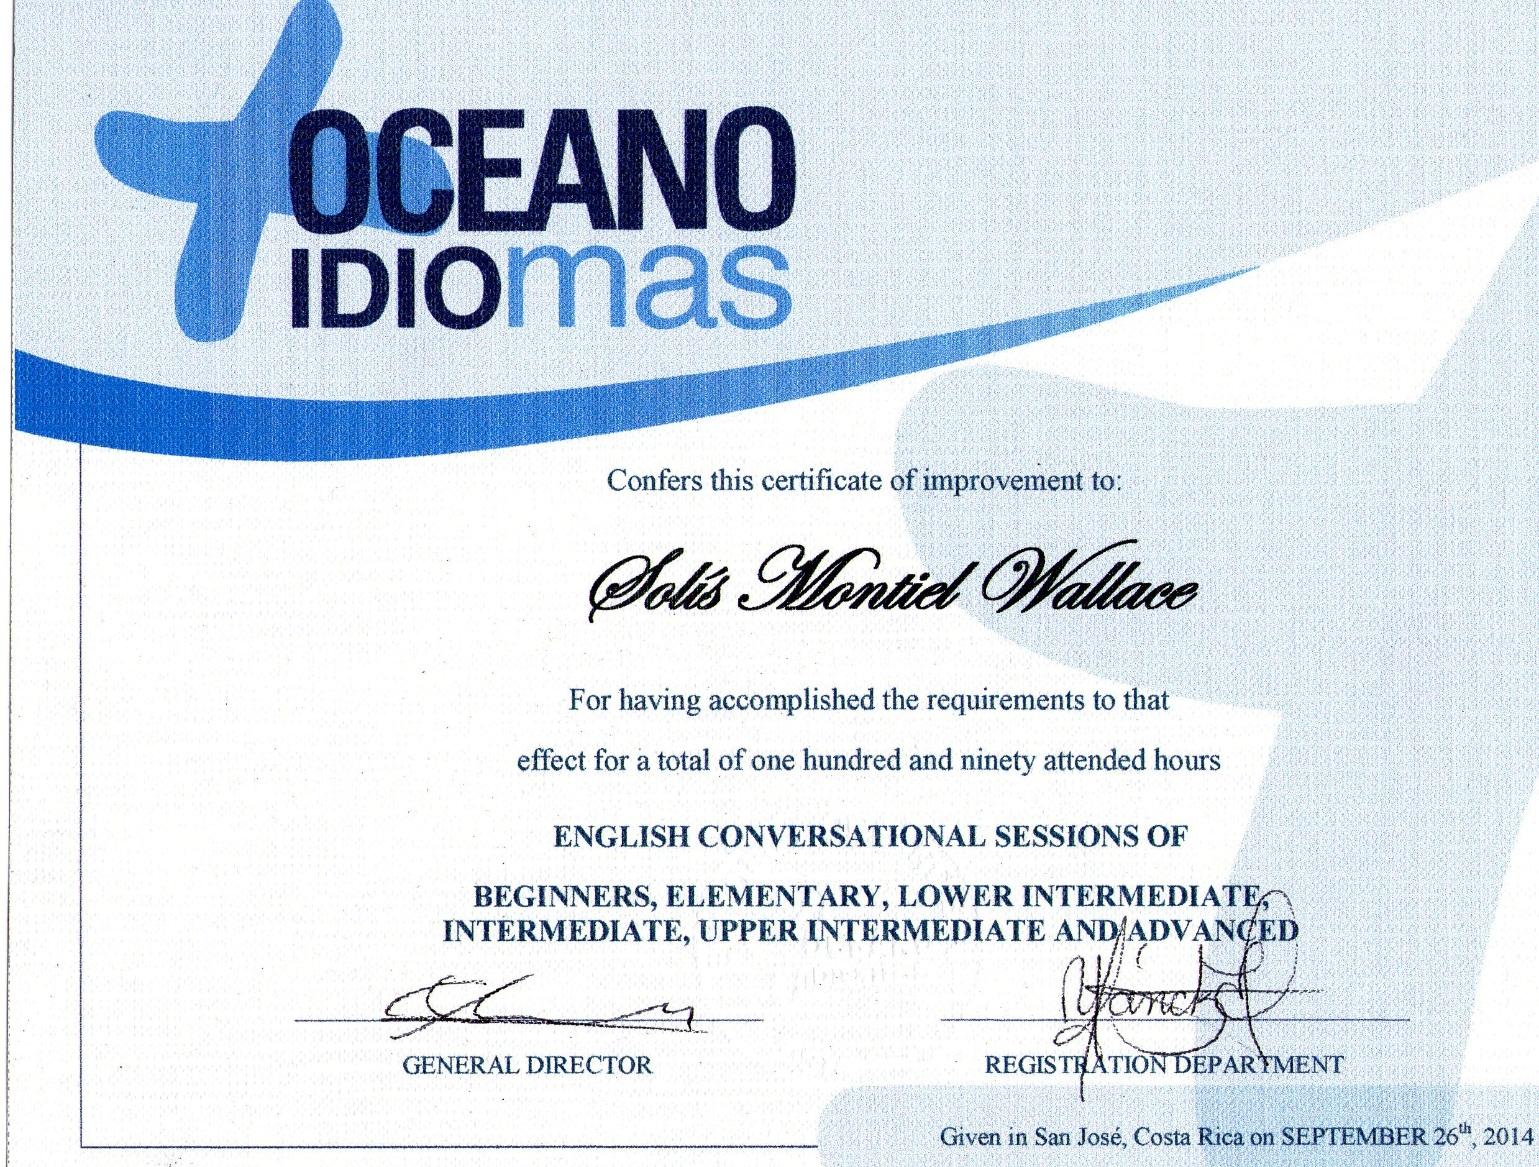 OCEANO
IDIOmas
Confers this certificate of improvement to:
Solís Montiel Wallace
For having accomplished the requirements to that
effect for a total of one hundred and ninety attended hours
ENGLISH CONVERSATIONAL SESSIONS OF
BEGINNERS, ELEMENTARY, LOWER INTERMEDIATE,
INTERMEDIATE, UPPER INTERMEDIATE AND ADVANCED
GENERAL DIRECTOR
REGISTRATION DEPARTMENT
Given in San José, Costa Rica on SEPTEMBER 26th, 2014